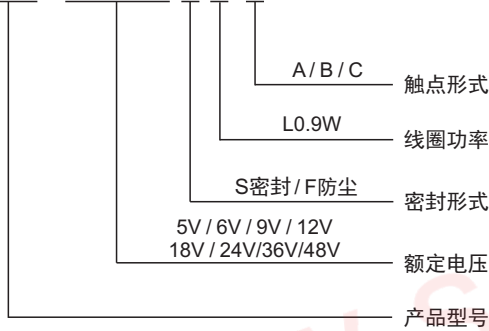 A / B / C 触点形式
L0.9W 线圈功率
S密封 / F防尘 密封形式
5V / 6V / 9V / 12V
18V / 24V/36V/48V 额定电压
产品型号